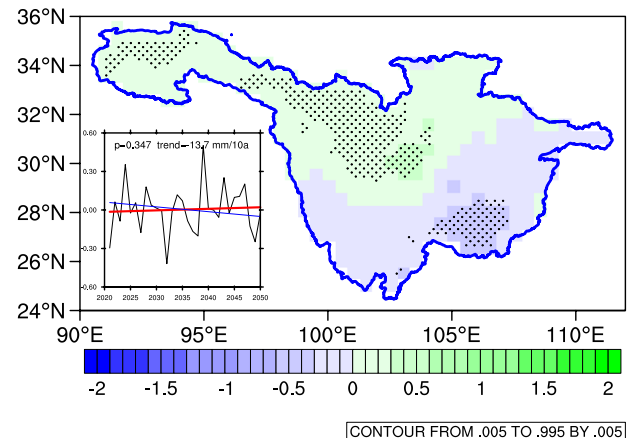 36°N
34°N
32°N
30°N
28°N
26°N
24°N
0.60
0.30
0.00
-0.30
-0.60
p=0.347 trend=-13.7 mm/10a
2020 2025 2030 2035 2040 2045 2050
90°E 95°E 100°E 105°E 110°E
-2 -1.5 -1 -0.5 0 0.5 1 1.5 2
CONTOUR FROM .005 TO .995 BY .005